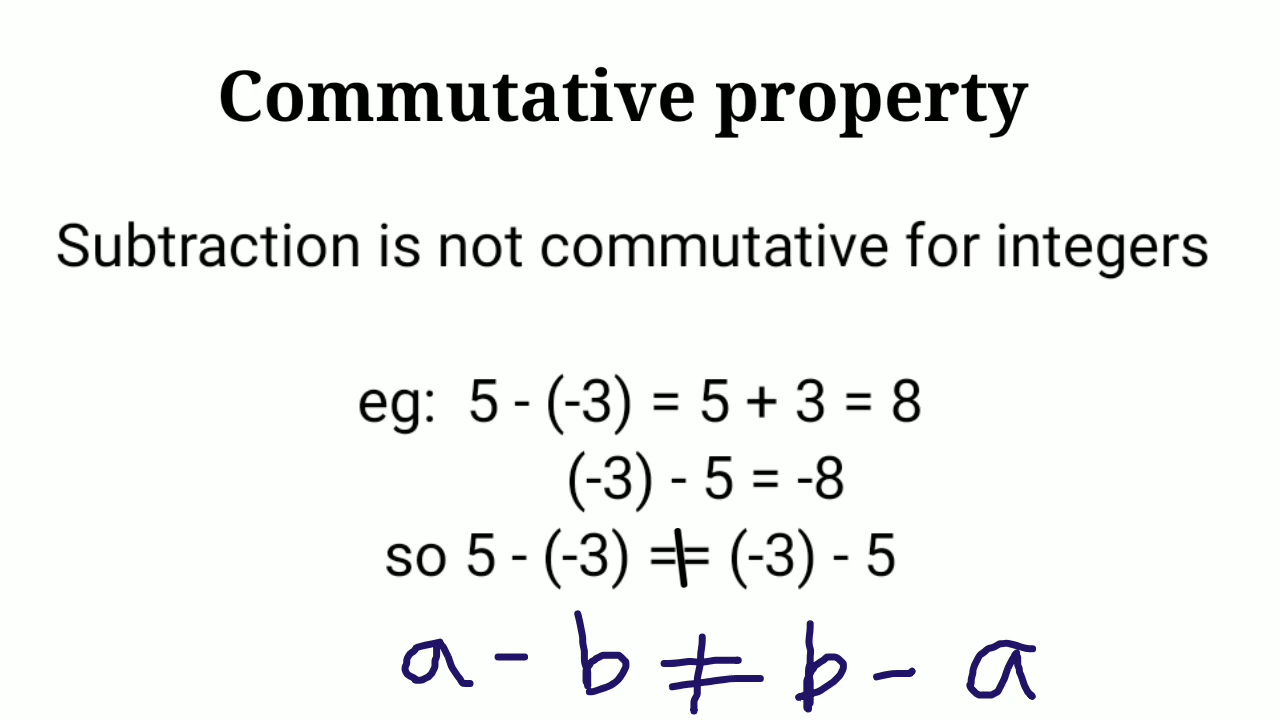 Commutative property
Subtraction is not commutative for integers
eg: 5 - (-3) = 5 + 3 = 8
(-3) - 5 = -8
so 5 - (-3) ≠ (-3) - 5
a - b ≠ b - a